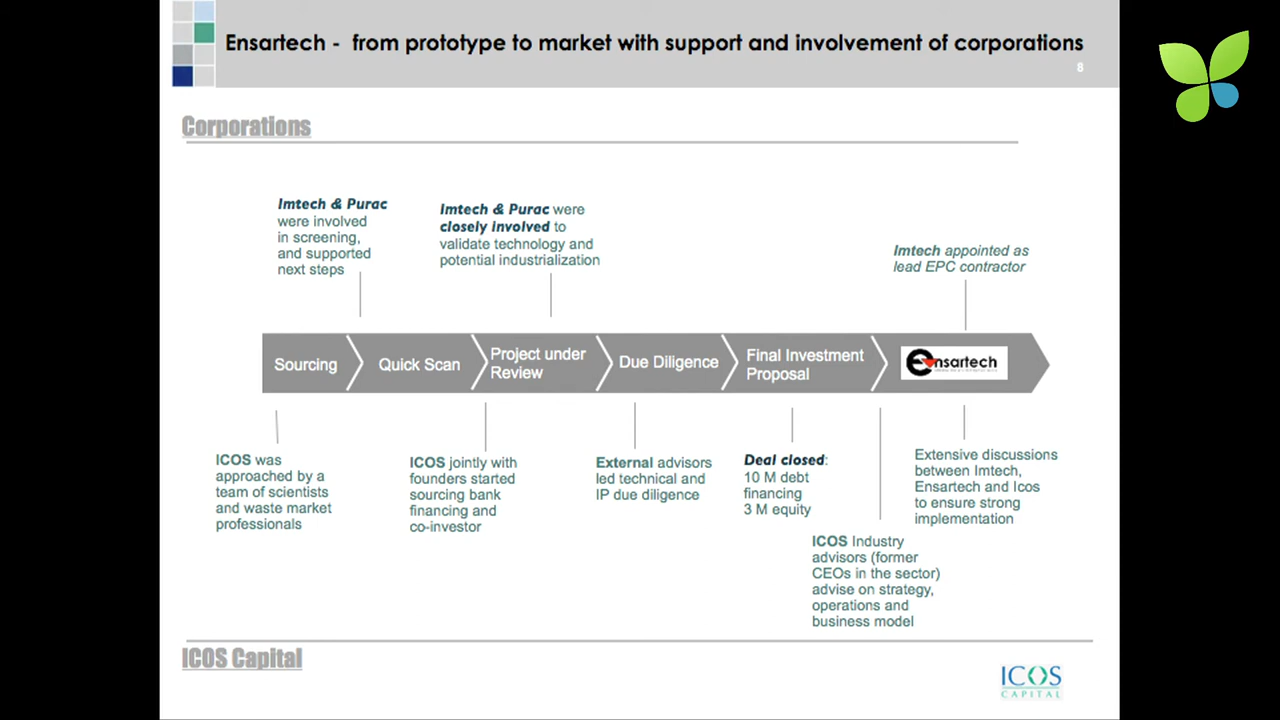 Ensartech - from prototype to market with support and involvement of corporations
8
Corporations
Imtech & Purac
were involved
in screening,
and supported
next steps
Imtech & Purac were
closely involved to
validate technology and
potential industrialization
Imtech appointed as
lead EPC contractor
Sourcing
Quick Scan
Project under
Review
Due Diligence
Final Investment
Proposal
ensartech
ICOS was
approached by a
team of scientists
and waste market
professionals
ICOS jointly with
founders started
sourcing bank
financing and
co-investor
External advisors
led technical and
IP due diligence
Deal closed:
10 M debt
financing
3 M equity
ICOS Industry
advisors (former
CEOs in the sector)
advise on strategy,
operations and
business model
Extensive discussions
between Imtech,
Ensartech and Icos
to ensure strong
implementation
ICOS Capital
ICOS
CAPITAL